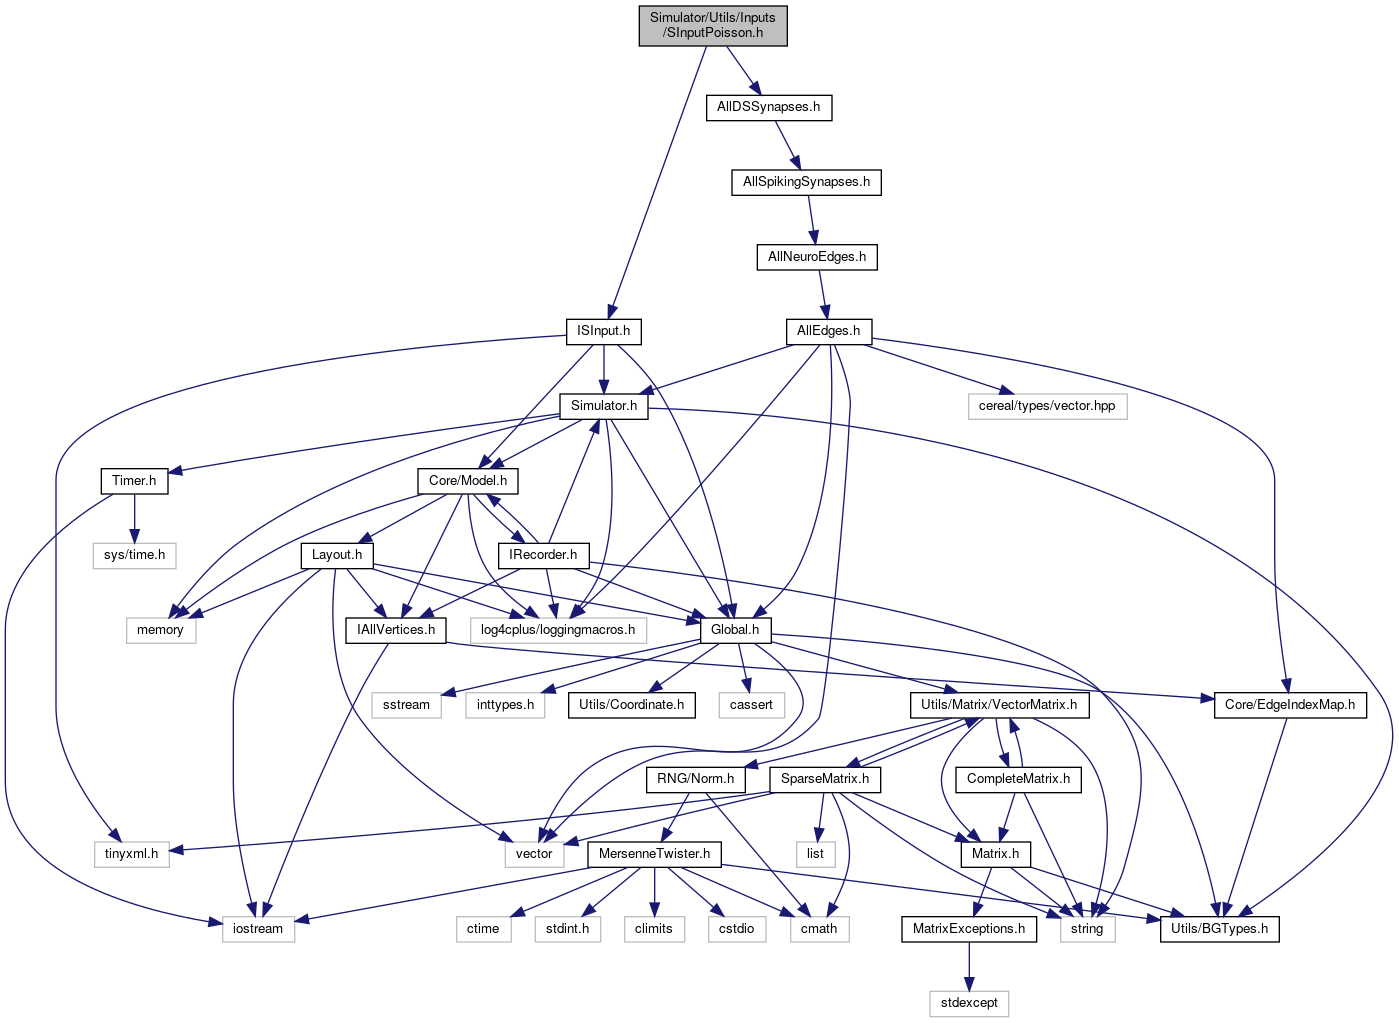 Simulator/Utils/Inputs
/SInputPoisson.h
AllDSSynapses.h
AllSpikingSynapses.h
AllNeuroEdges.h
ISInput.h
AllEdges.h
Simulator.h
cereal/types/vector.hpp
Timer.h
Core/Model.h
sys/time.h
Layout.h
IRecorder.h
memory
IAllVertices.h
log4cplus/loggingmacros.h
Global.h
sstream
inttypes.h
Utils/Coordinate.h
cassert
Utils/Matrix/VectorMatrix.h
Core/EdgeIndexMap.h
RNG/Norm.h
SparseMatrix.h
CompleteMatrix.h
tinyxml.h
vector
MersenneTwister.h
list
Matrix.h
iostream
ctime
stdint.h
climits
cstdio
cmath
MatrixExceptions.h
string
Utils/BGTypes.h
stdexcept